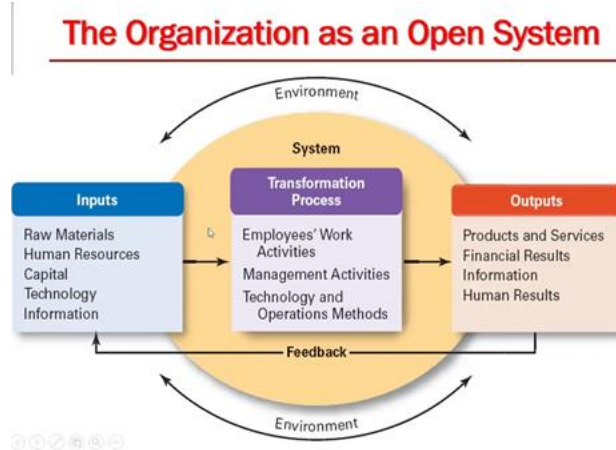 The Organization as an Open System
Environment
System
Inputs
Raw Materials
Human Resources
Capital
Technology
Information
Transformation
Process
Employees' Work
Activities
Management Activities
Technology and
Operations Methods
Outputs
Products and Services
Financial Results
Information
Human Results
Feedback
Environment